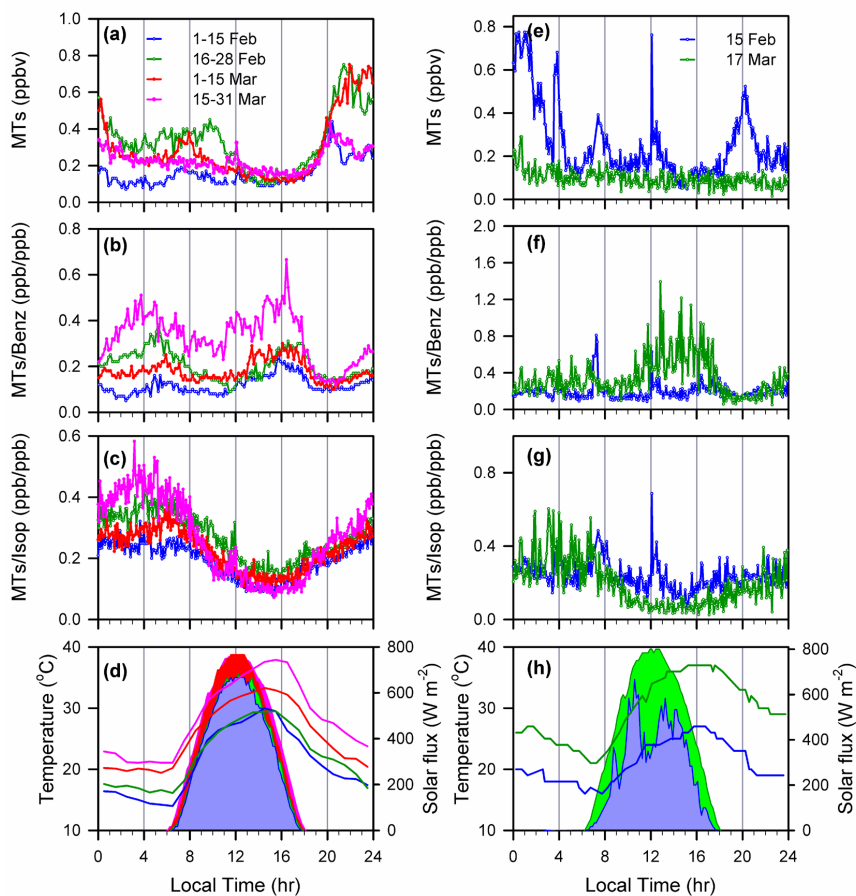 (a)
1-15 Feb
16-28 Feb
1-15 Mar
15-31 Mar
MTs (ppbv)
1.0
0.8
0.6
0.4
0.2
0.0
(e)
15 Feb
17 Mar
MTs (ppbv)
1.0
0.8
0.6
0.4
0.2
0.0
(b)
MTs/Benz (ppb/ppb)
0.8
0.6
0.4
0.2
0.0
(f)
MTs/Benz (ppb/ppb)
2.0
1.6
1.2
0.8
0.4
0.0
(c)
MTs/Isop (ppb/ppb)
0.6
0.4
0.2
0.0
(g)
MTs/Isop (ppb/ppb)
0.8
0.4
0.0
(d)
Temperature (°C)
40
30
20
10
Solar flux (W m-2)
800
600
400
200
0
0 4 8 12 16 20 24
Local Time (hr)
(h)
Temperature (°C)
40
30
20
10
Solar flux (W m-2)
800
600
400
200
0
0 4 8 12 16 20 24
Local Time (hr)